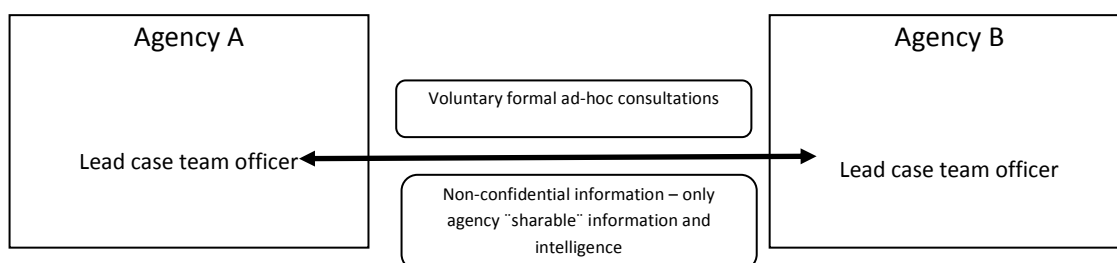 Agency A
Agency B
Voluntary formal ad-hoc consultations
Lead case team officer
Lead case team officer
Non-confidential information – only
agency ¨sharable¨ information and
intelligence